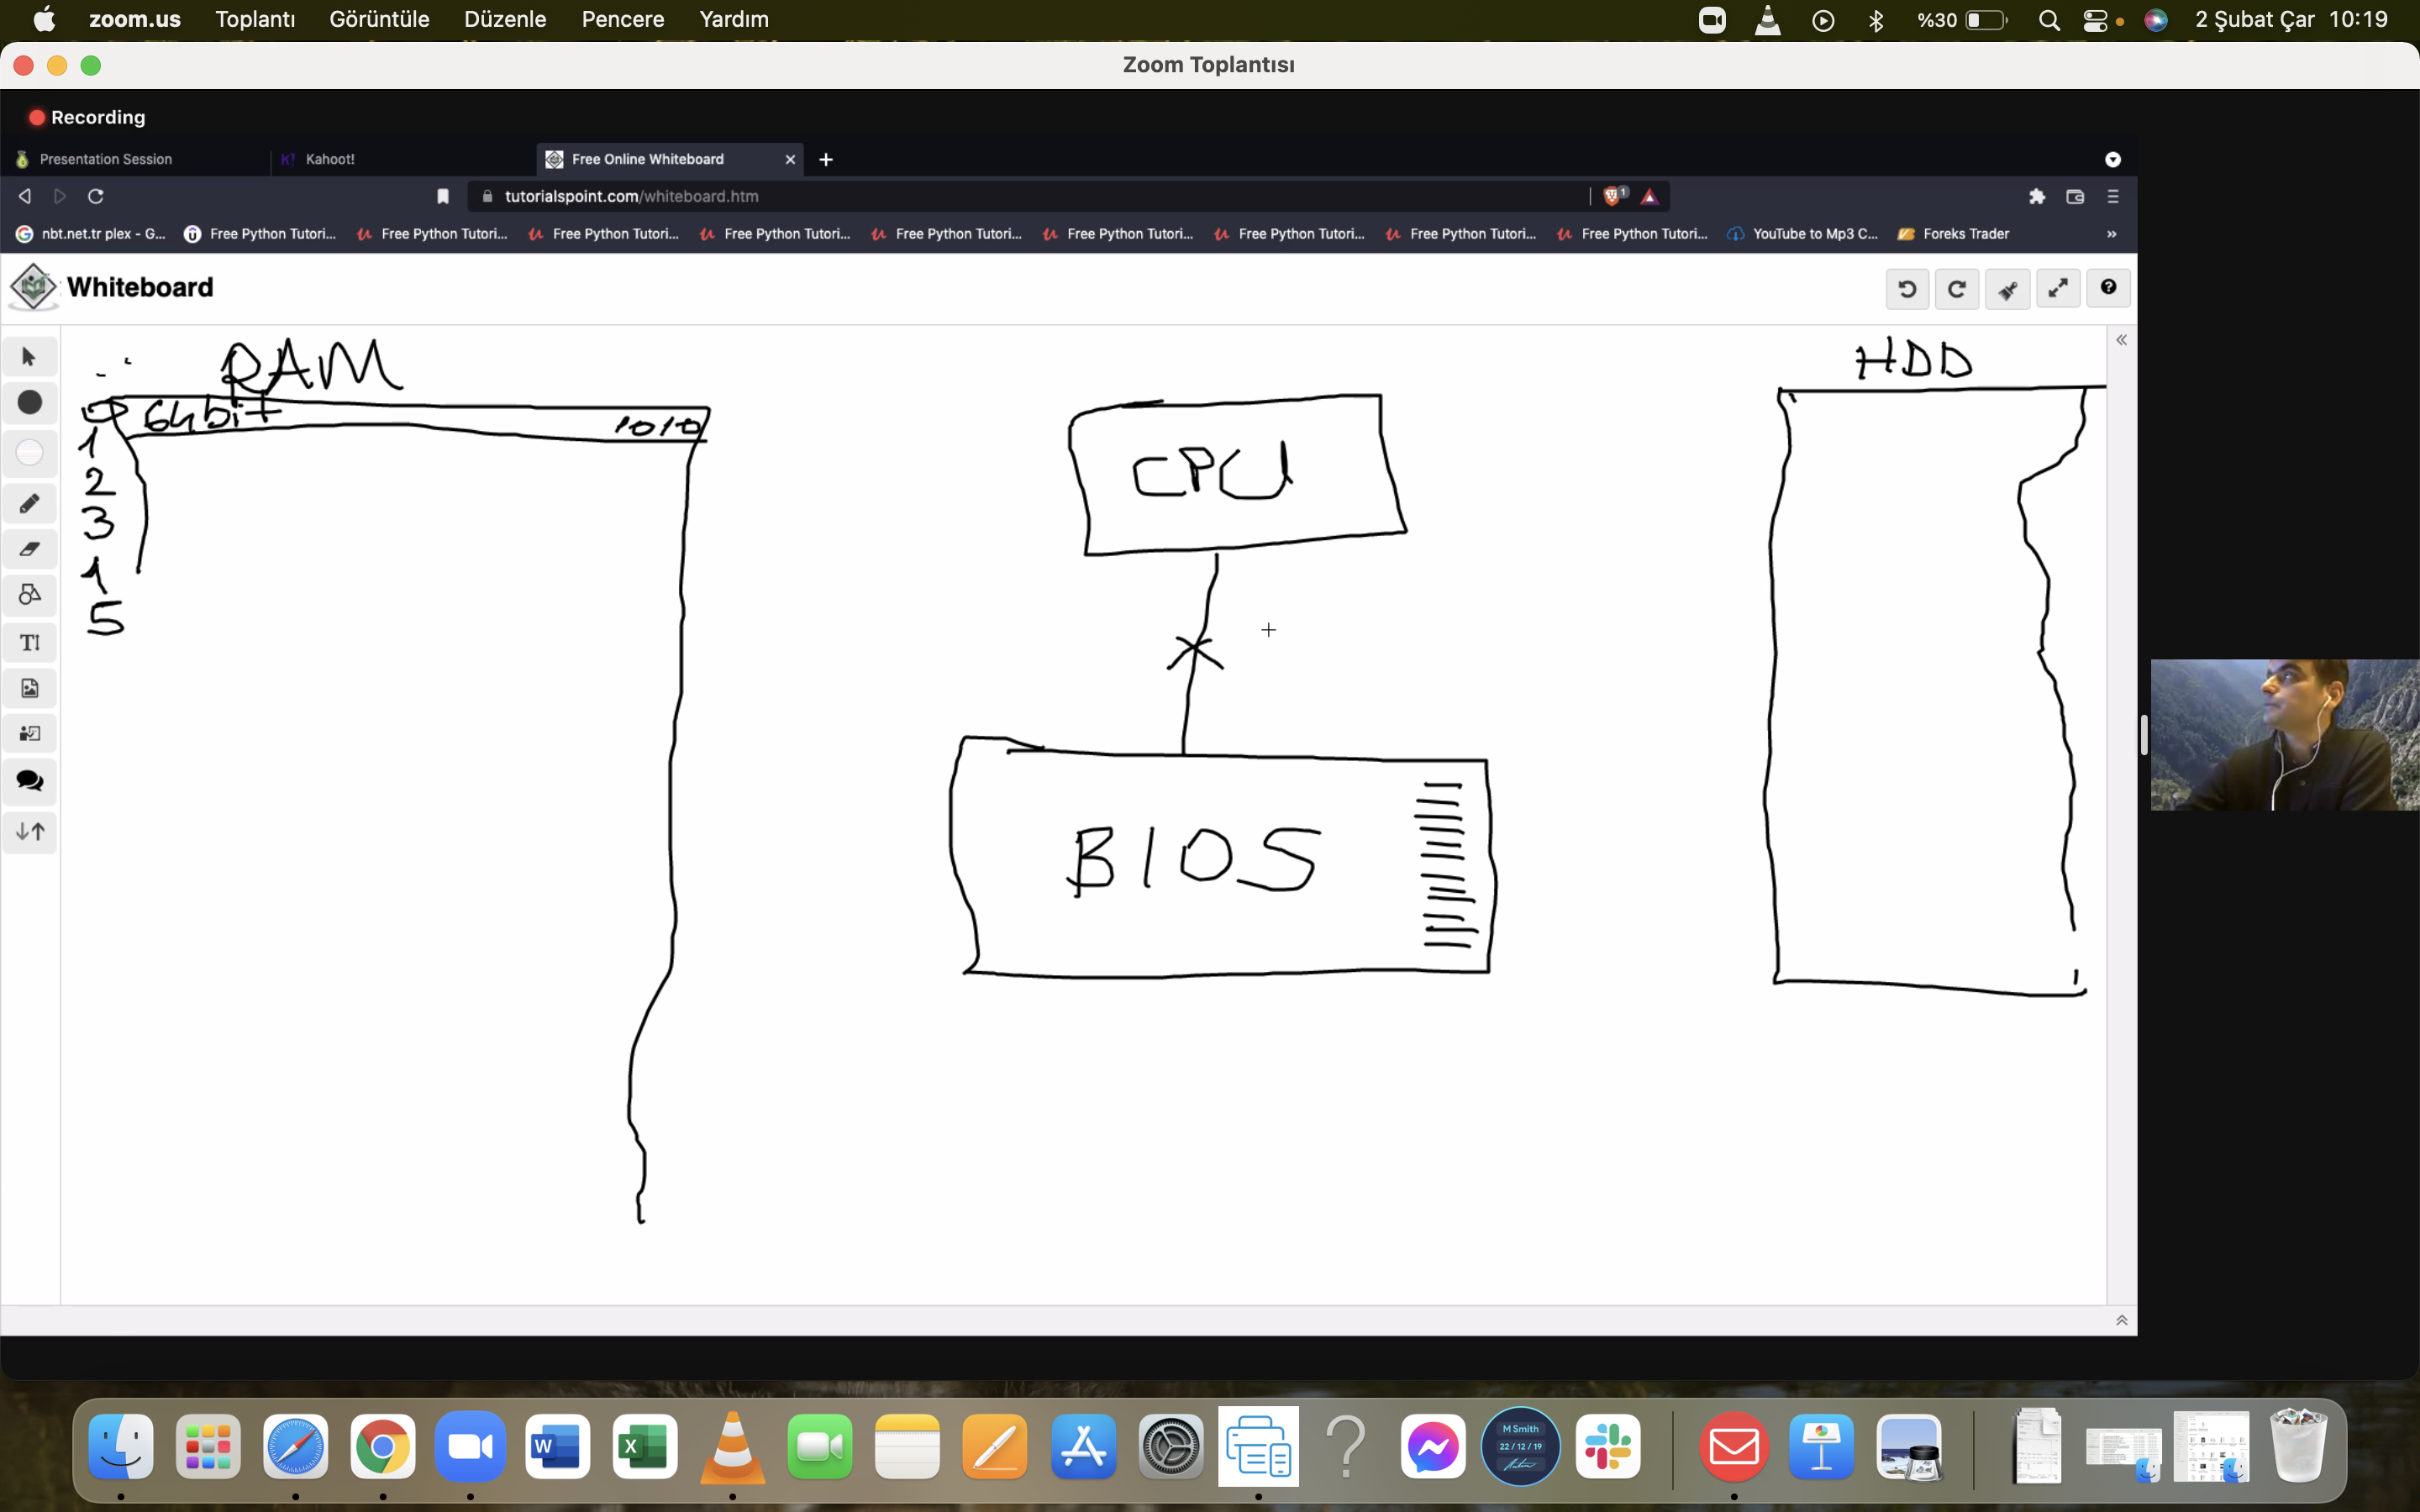 zoom.us Toplantı Görüntüle Düzenle Pencere Yardım %30 2 Şubat Çar 10:19
Zoom Toplantısı
Recording
Presentation Session K! Kahoot! Free Online Whiteboard
tutorialspoint.com/whiteboard.htm 1
nbt.net.tr plex - G... Free Python Tutori... Free Python Tutori... Free Python Tutori... Free Python Tutori... Free Python Tutori... Free Python Tutori... Free Python Tutori... Free Python Tutori... Free Python Tutori... YouTube to Mp3 C... Foreks Trader »
Whiteboard
RAM HDD
0 64bit 1010
1
2
3
1
5
CPU
BIOS
M Smith
22 / 12 / 19